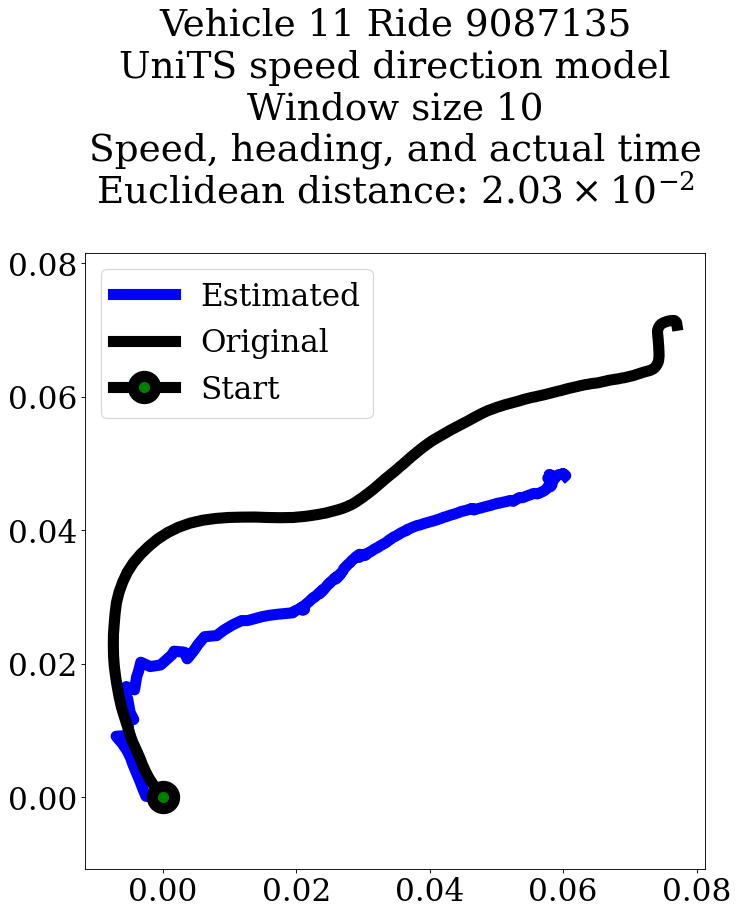 Vehicle 11 Ride 9087135
UniTS speed direction model
Window size 10
Speed, heading, and actual time
Euclidean distance: 2.03 × 10⁻²
0.08
Estimated
Original
Start
0.06
0.04
0.02
0.00
0.00 0.02 0.04 0.06 0.08